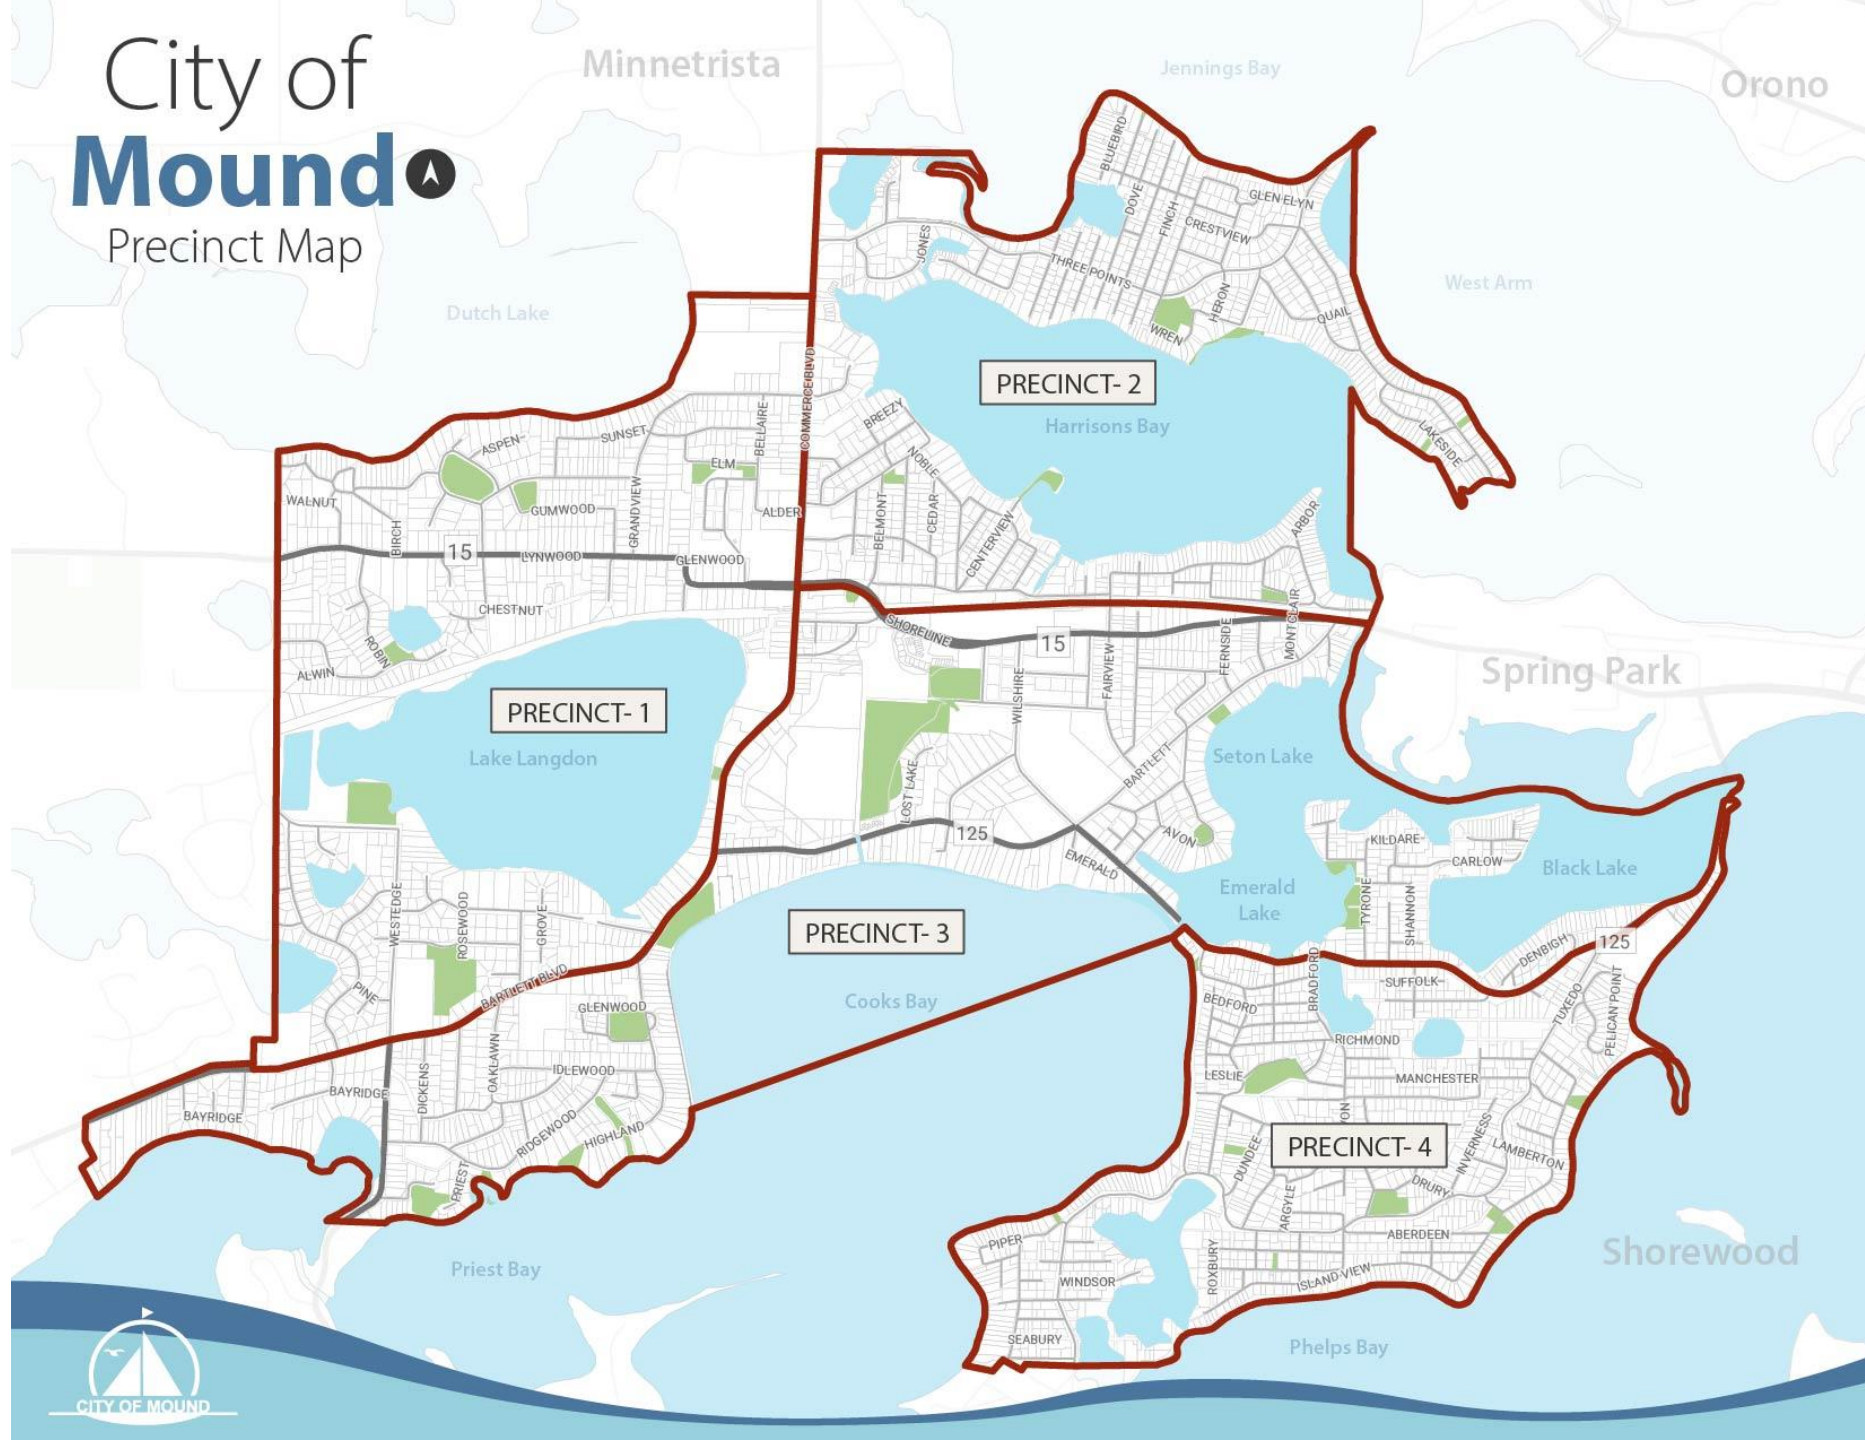 City of
Mound
Precinct Map
Minnetrista
Jennings Bay
Orono
BLUEBIRD
DOVE
FINCH
GLEN ELYN
CRESTVIEW
JONES
THREE POINTS
HERON
West Arm
Dutch Lake
QUAIL
WREN
COMMERCE BLVD
PRECINCT- 2
Harrisons Bay
BREEZY
BELLAIRE
LAKESIDE
SUNSET
ASPEN
NOBLE
ELM
WALNUT
GUMWOOD
GRANDVIEW
ALDER
BELMONT
CEDAR
CENTERVIEW
ARBOR
BIRCH
15
LYNWOOD
GLENWOOD
CHESTNUT
MONTCLAIR
SHORELINE
15
FERNSIDE
ROBIN
ALWIN
FAIRVIEW
WILSHIRE
Spring Park
PRECINCT- 1
Lake Langdon
Seton Lake
BARTLETT
LOST LAKE
125
AVON
EMERALD
KILDARE
CARLOW
Black Lake
Emerald
Lake
TYRONE
SHANNON
WESTEDGE
ROSEWOOD
GROVE
PRECINCT- 3
DENBIGH
125
BARTLETT BLVD
PINE
Cooks Bay
BRADFORD
SUFFOLK
BEDFORD
TUXEDO
PELICAN POINT
GLENWOOD
OAKLAWN
RICHMOND
IDLEWOOD
LESLIE
MANCHESTER
DICKENS
BAYRIDGE
BAYRIDGE
RIDGEWOOD
HIGHLAND
PRECINCT- 4
INVERNESS
LAMBERTON
DUNDEE
PRIEST
DRURY
ARGYLE
ABERDEEN
PIPER
Shorewood
Priest Bay
ROXBURY
WINDSOR
ISLAND VIEW
SEABURY
Phelps Bay
CITY OF MOUND